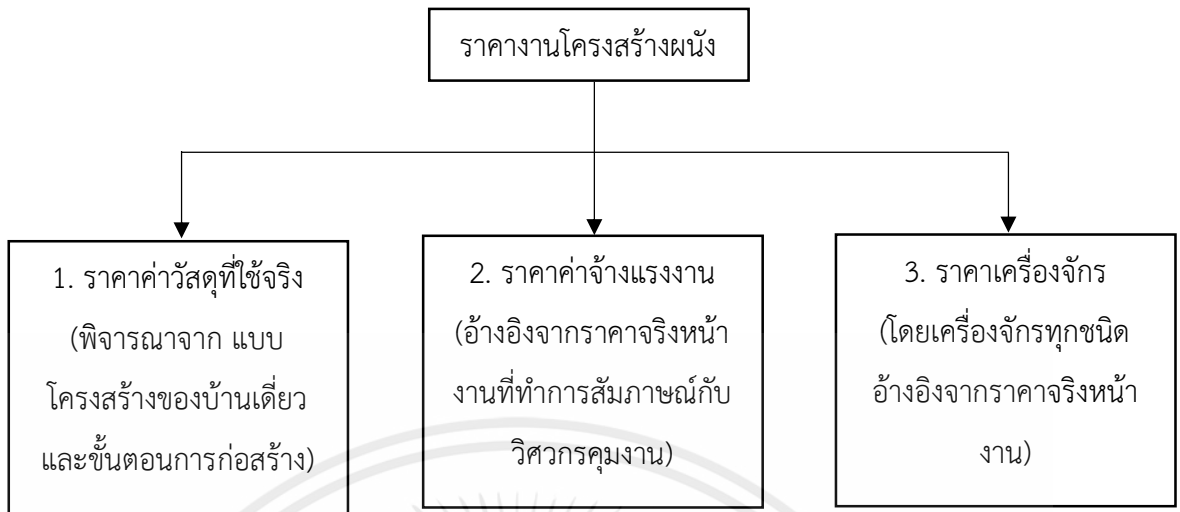 ราคางานโครงสร้างผนัง
1. ราคาค่าวัสดุที่ใช้จริง
(พิจารณาจาก แบบ
โครงสร้างของบ้านเดี่ยว
และขั้นตอนการก่อสร้าง)
2. ราคาค่าจ้างแรงงาน
(อ้างอิงจากราคาจริงหน้า
งานที่ทำการสัมภาษณ์กับ
วิศวกรคุมงาน)
3. ราคาเครื่องจักร
(โดยเครื่องจักรทุกชนิด
อ้างอิงจากราคาจริงหน้า
งาน)